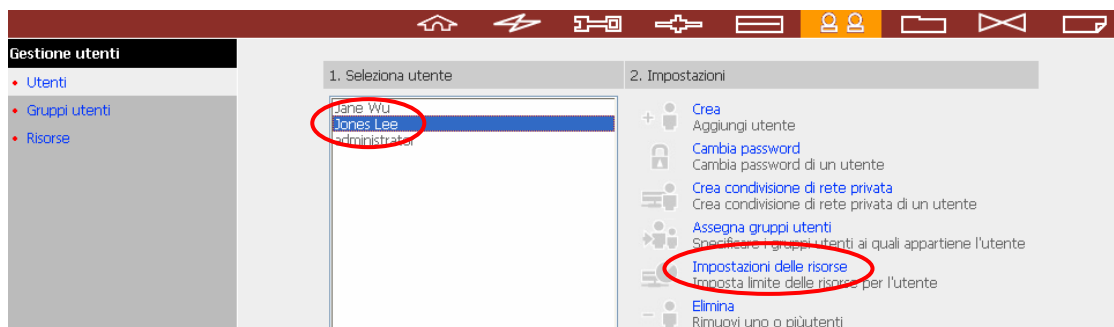 Gestione utenti
Utenti
Gruppi utenti
Risorse
1. Seleziona utente
Jane Wu
Jones Lee
administrator
2. Impostazioni
Crea
Aggiungi utente
Cambia password
Cambia password di un utente
Crea condivisione di rete privata
Crea condivisione di rete privata di un utente
Assegna gruppi utenti
Specificare i gruppi utenti ai quali appartiene l'utente
Impostazioni delle risorse
Imposta limite delle risorse per l'utente
Elimina
Rimuovi uno o piùutenti